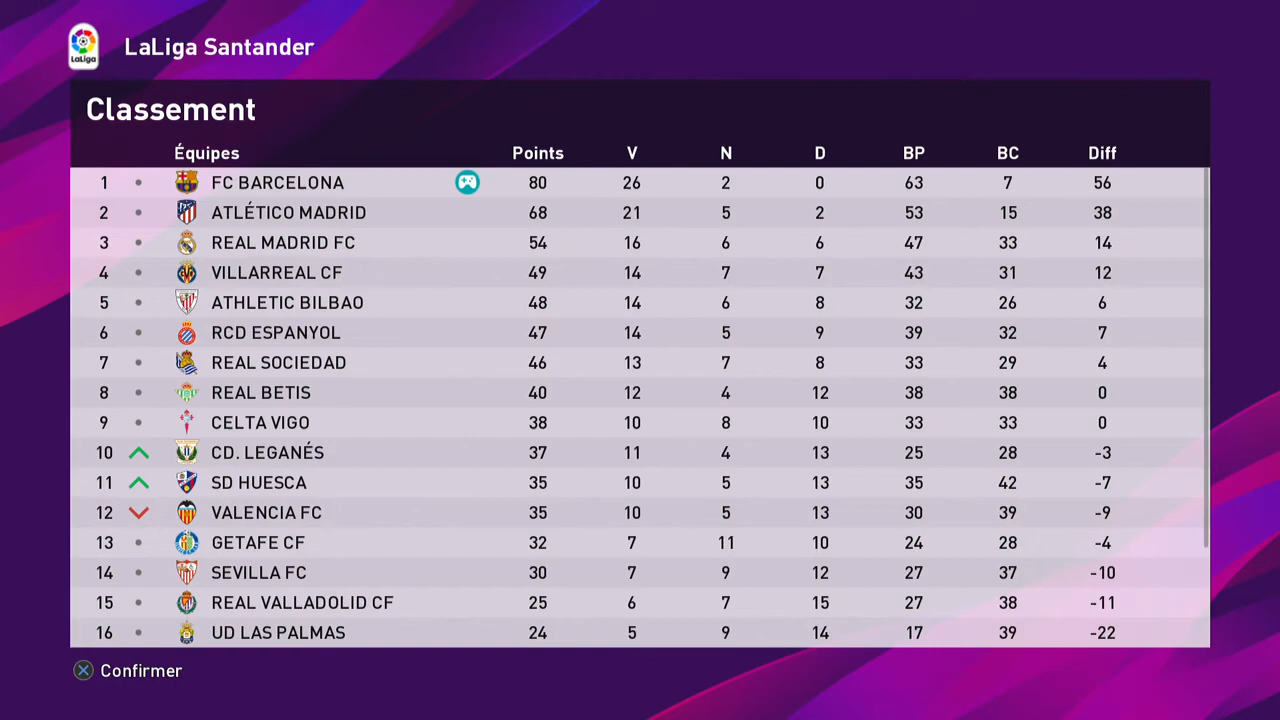 LaLiga Santander
LaLiga
Classement
Équipes Points V N D BP BC Diff
1 FC BARCELONA 80 26 2 0 63 7 56
2 ATLÉTICO MADRID 68 21 5 2 53 15 38
3 REAL MADRID FC 54 16 6 6 47 33 14
4 VILLARREAL CF 49 14 7 7 43 31 12
5 ATHLETIC BILBAO 48 14 6 8 32 26 6
6 RCD ESPANYOL 47 14 5 9 39 32 7
7 REAL SOCIEDAD 46 13 7 8 33 29 4
8 REAL BETIS 40 12 4 12 38 38 0
9 CELTA VIGO 38 10 8 10 33 33 0
10 CD. LEGANÉS 37 11 4 13 25 28 -3
11 SD HUESCA 35 10 5 13 35 42 -7
12 VALENCIA FC 35 10 5 13 30 39 -9
13 GETAFE CF 32 7 11 10 24 28 -4
14 SEVILLA FC 30 7 9 12 27 37 -10
15 REAL VALLADOLID CF 25 6 7 15 27 38 -11
16 UD LAS PALMAS 24 5 9 14 17 39 -22
Confirmer